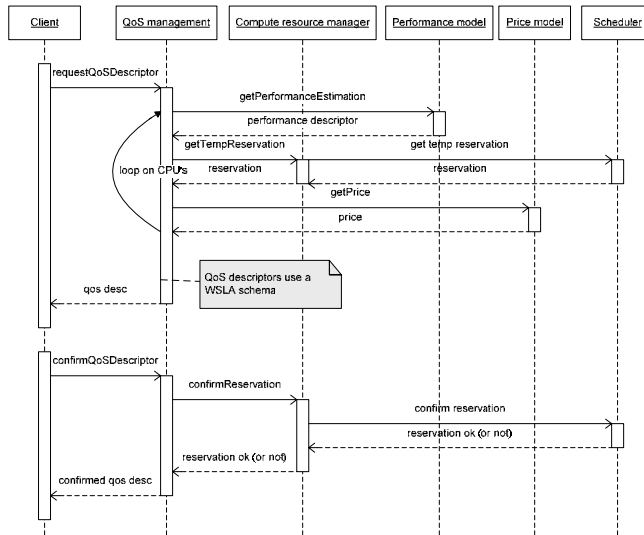 Client
QoS management
Compute resource manager
Performance model
Price model
Scheduler
requestQoSDescriptor
getPerformanceEstimation
performance descriptor
getTempReservation
get temp reservation
loop on CPU's
reservation
reservation
getPrice
price
QoS descriptors use a
WSLA schema
qos desc
confirmQoSDescriptor
confirmReservation
confirm reservation
reservation ok (or not)
reservation ok (or not)
confirmed qos desc